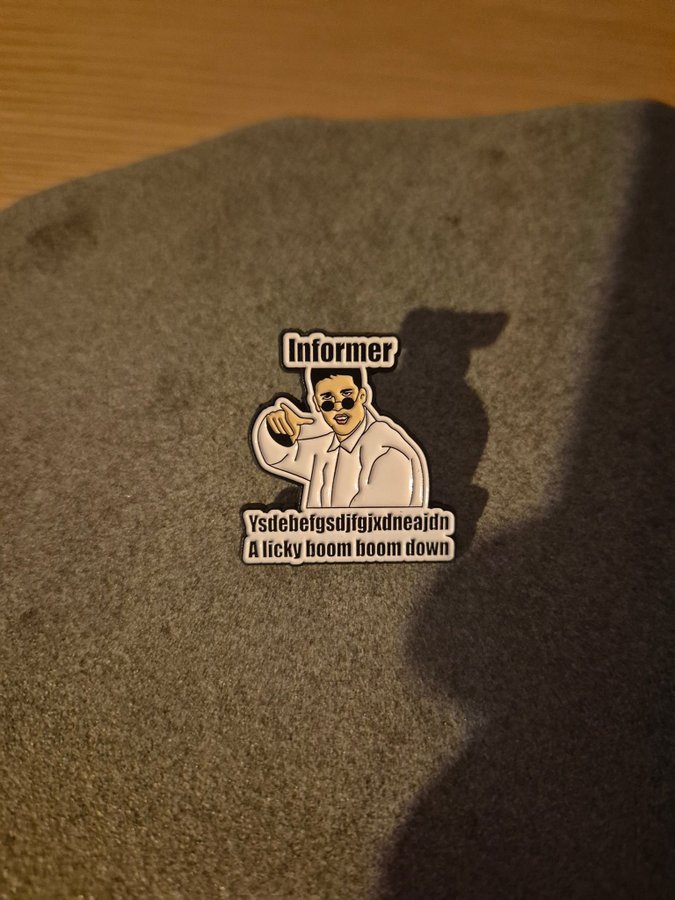 Informer
Ysdebefgsdjfgjxdneajdn
A licky boom boom down